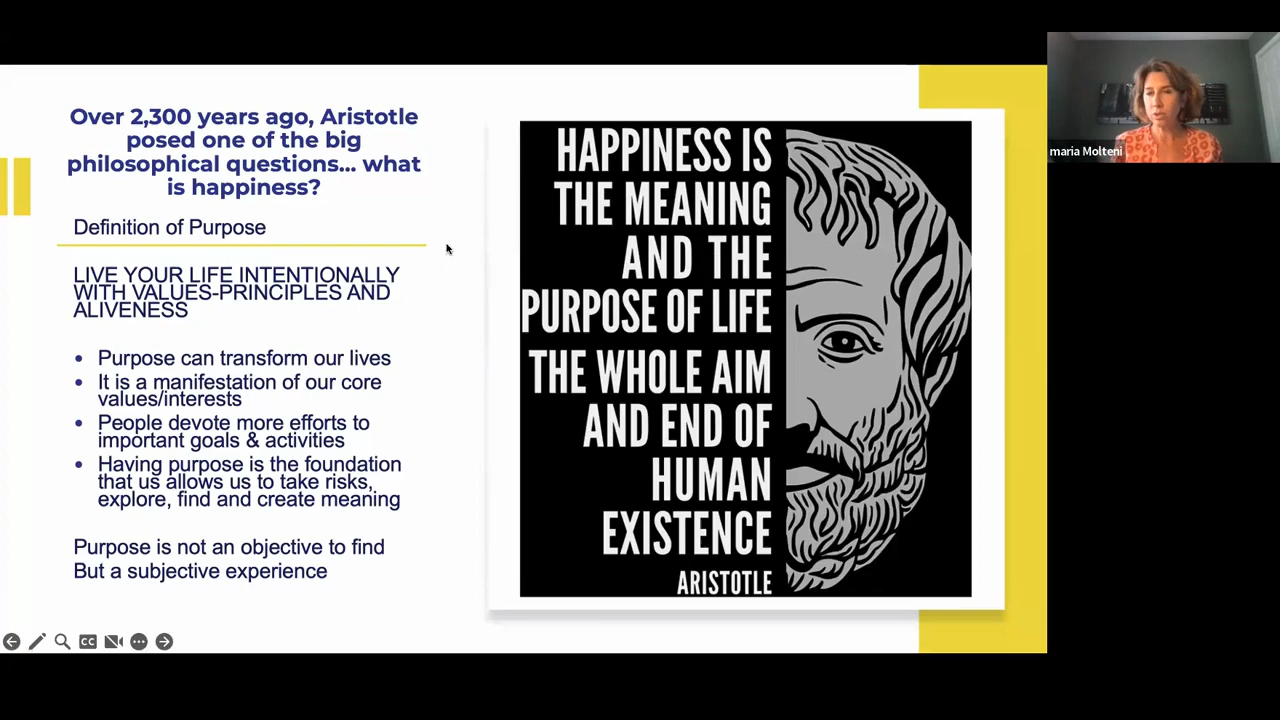 Over 2,300 years ago, Aristotle
posed one of the big
philosophical questions... what
is happiness?
Definition of Purpose
LIVE YOUR LIFE INTENTIONALLY
WITH VALUES-PRINCIPLES AND
ALIVENESS
• Purpose can transform our lives
• It is a manifestation of our core
values/interests
• People devote more efforts to
important goals & activities
• Having purpose is the foundation
that us allows us to take risks,
explore, find and create meaning
Purpose is not an objective to find
But a subjective experience
HAPPINESS IS
THE MEANING
AND THE
PURPOSE OF LIFE
THE WHOLE AIM
AND END OF
HUMAN
EXISTENCE
ARISTOTLE
maria Molteni
CC